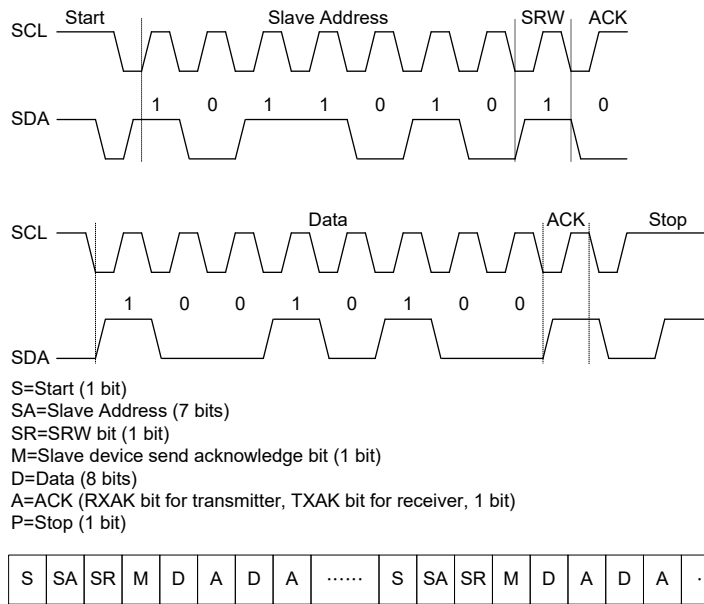 Start Slave Address SRW ACK
SCL
1 0 1 1 0 1 0 1 0
SDA
Data ACK Stop
SCL
1 0 0 1 0 1 0 0
SDA
S=Start (1 bit)
SA=Slave Address (7 bits)
SR=SRW bit (1 bit)
M=Slave device send acknowledge bit (1 bit)
D=Data (8 bits)
A=ACK (RXAK bit for transmitter, TXAK bit for receiver, 1 bit)
P=Stop (1 bit)
S SA SR M D A D A ······ S SA SR M D A D A ··